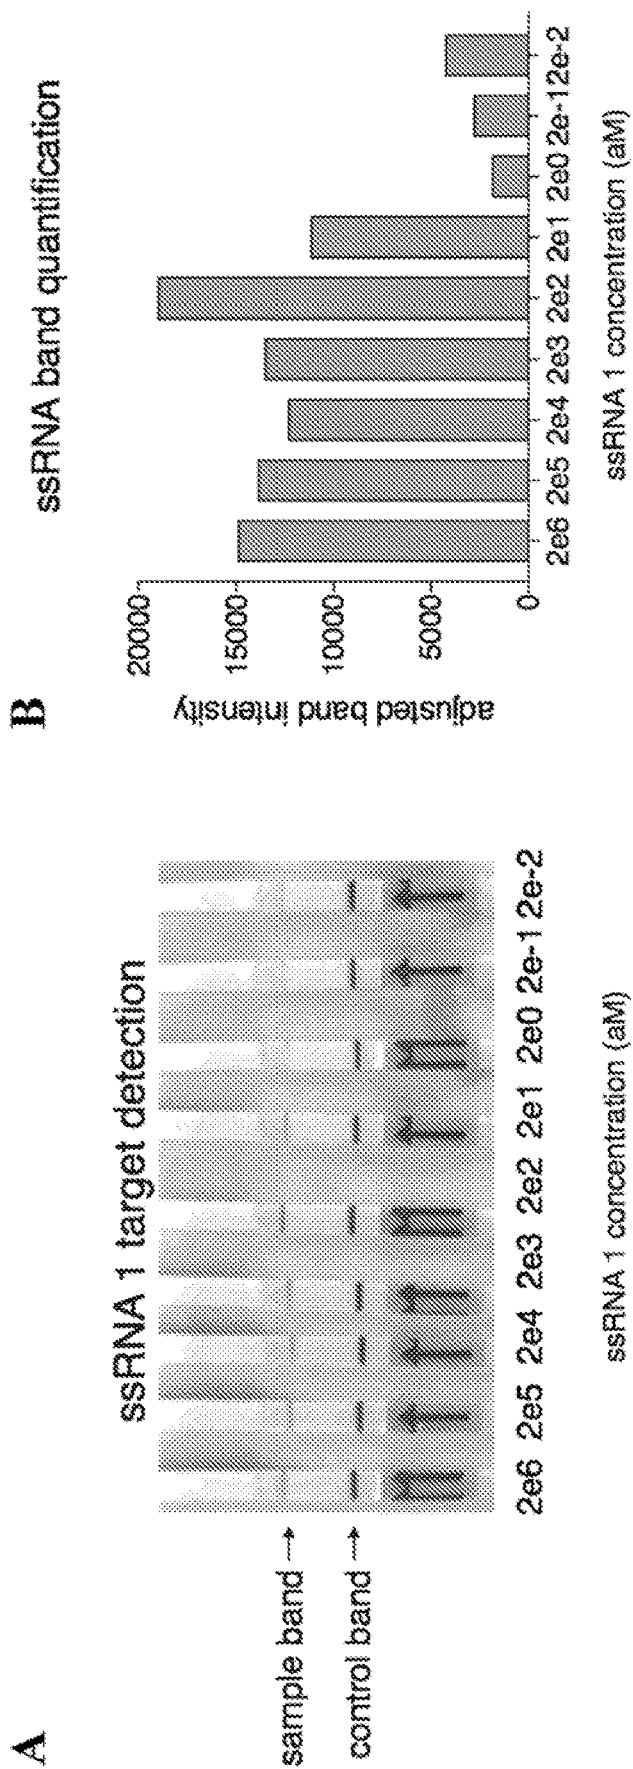 A
ssRNA 1 target detection
sample band →
control band →
2e6 2e5 2e4 2e3 2e2 2e1 2e0 2e-1 2e-2
ssRNA 1 concentration (aM)
B
ssRNA band quantification
adjusted band intensity
20000
15000
10000
5000
0
2e6 2e5 2e4 2e3 2e2 2e1 2e0 2e-1 2e-2
ssRNA 1 concentration (aM)